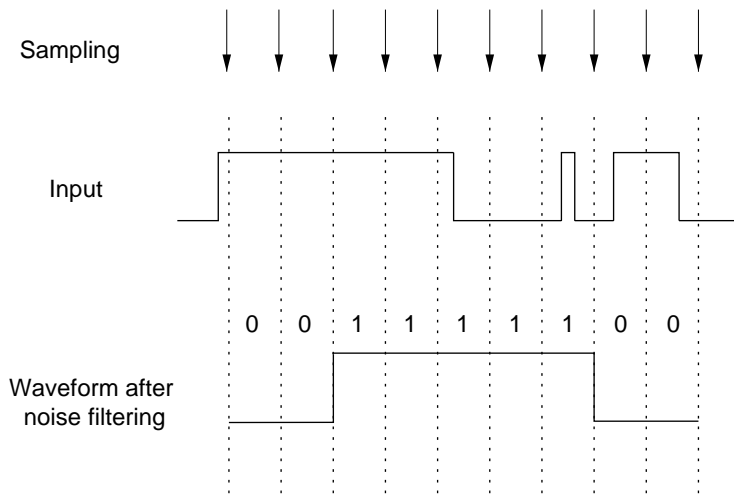 Sampling
Input
0 0 1 1 1 1 1 0 0
Waveform after
noise filtering